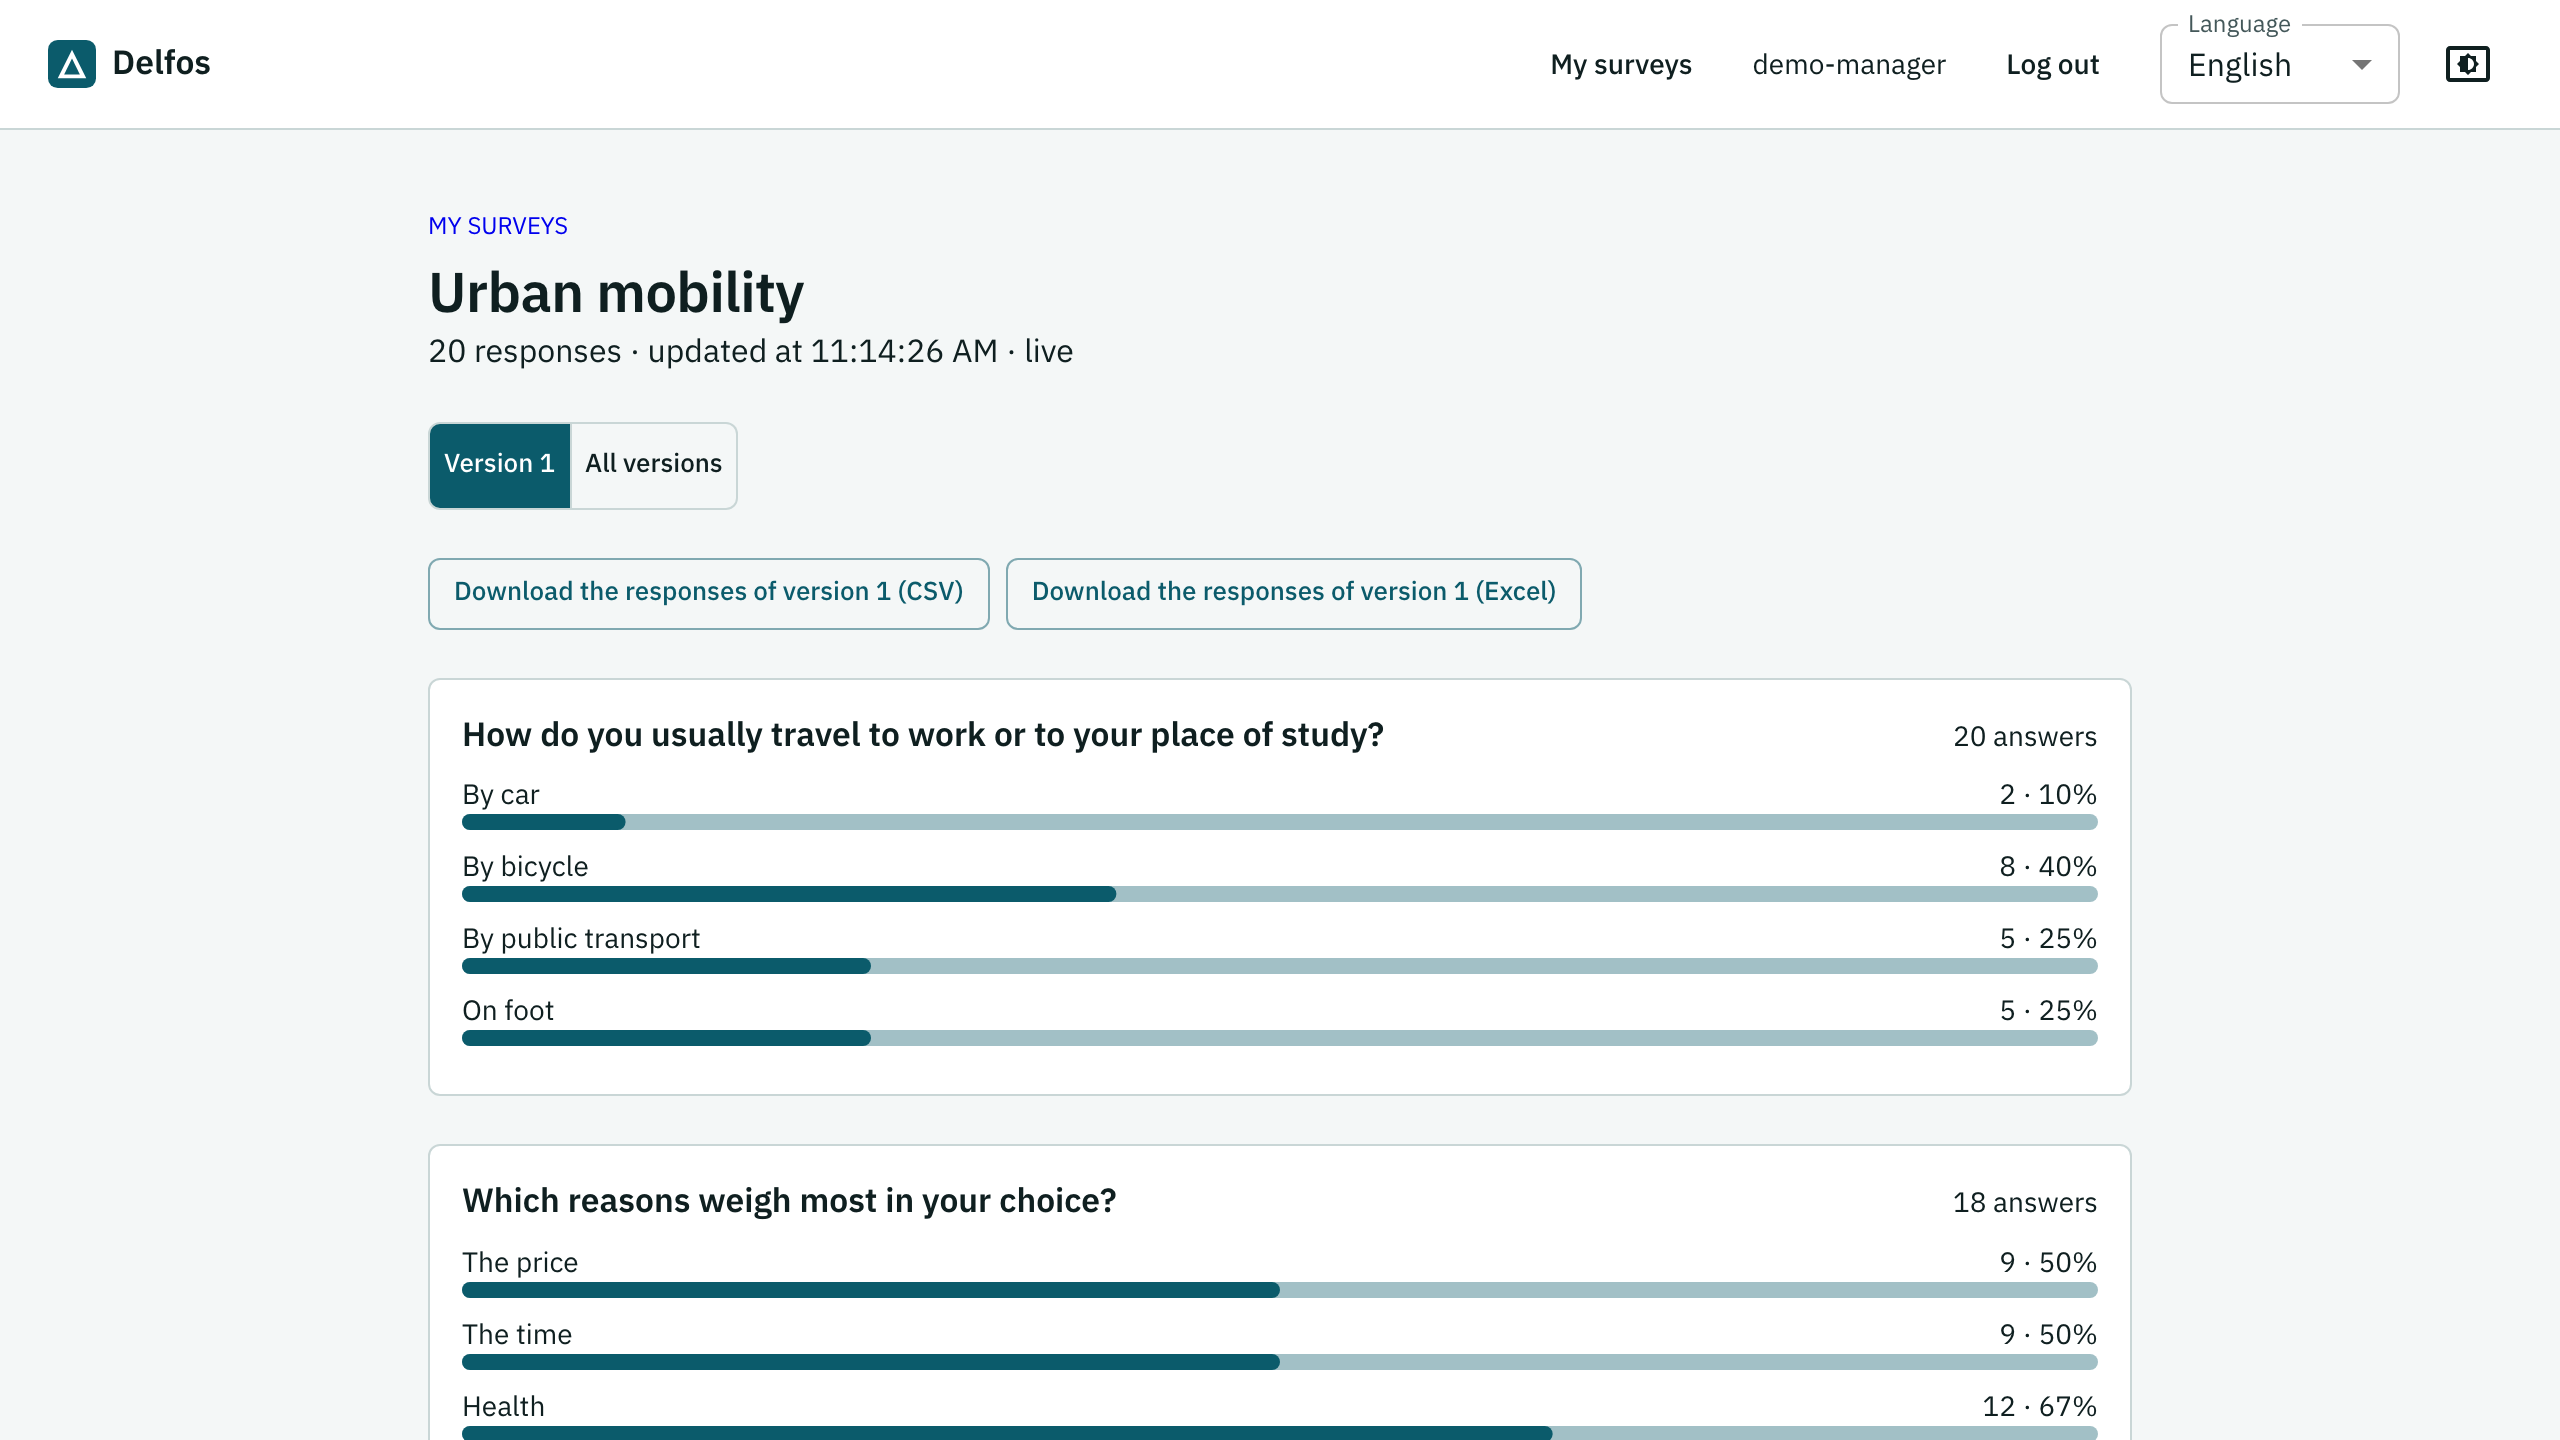 Delfos
My surveys
demo-manager
Log out
Language
English
MY SURVEYS
Urban mobility
20 responses · updated at 11:14:26 AM · live
Version 1
All versions
Download the responses of version 1 (CSV)
Download the responses of version 1 (Excel)
How do you usually travel to work or to your place of study?
20 answers
By car
2 · 10%
By bicycle
8 · 40%
By public transport
5 · 25%
On foot
5 · 25%
Which reasons weigh most in your choice?
18 answers
The price
9 · 50%
The time
9 · 50%
Health
12 · 67%